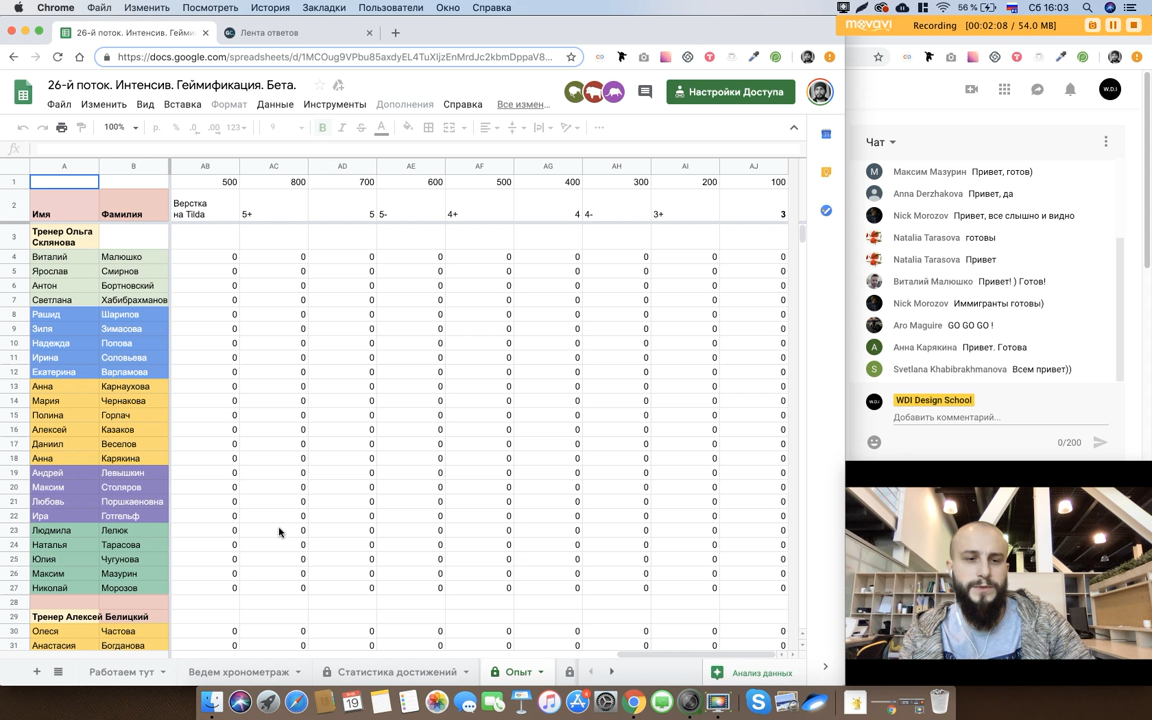 Chrome Файл Изменить Посмотреть История Закладки Пользователи Окно Справка 56 % Сб 16:03
26-й поток. Интенсив. Гейми
Лента ответов
movavi Recording (00:02:08 / 54.0 MB)
https://docs.google.com/spreadsheets/d/1MCOug9VPbu85axdyEL4TuXIjzEnMrdJc2kbmDppaV8...
26-й поток. Интенсив. Геймификация. Бета.
Файл Изменить Вид Вставка Формат Данные Инструменты Дополнения Справка Все измен...
Настройки Доступа
100% р. % .0 .00 123 9 B I S A
fx
A B AB AC AD AE AF AG AH AI AJ
1 500 800 700 600 500 400 300 200 100
2 Имя Фамилия Верстка на Tilda 5+ 5 5- 4+ 4 4- 3+ 3
3 Тренер Ольга Склянова
4 Виталий Малюшко 0 0 0 0 0 0 0 0 0
5 Ярослав Смирнов 0 0 0 0 0 0 0 0 0
6 Антон Бортновский 0 0 0 0 0 0 0 0 0
7 Светлана Хабибрахманов 0 0 0 0 0 0 0 0 0
8 Рашид Шарипов 0 0 0 0 0 0 0 0 0
9 Зиля Зимасова 0 0 0 0 0 0 0 0 0
10 Надежда Попова 0 0 0 0 0 0 0 0 0
11 Ирина Соловьева 0 0 0 0 0 0 0 0 0
12 Екатерина Варламова 0 0 0 0 0 0 0 0 0
13 Анна Карнаухова 0 0 0 0 0 0 0 0 0
14 Мария Чернакова 0 0 0 0 0 0 0 0 0
15 Полина Горпач 0 0 0 0 0 0 0 0 0
16 Алексей Казаков 0 0 0 0 0 0 0 0 0
17 Даниил Веселов 0 0 0 0 0 0 0 0 0
18 Анна Карякина 0 0 0 0 0 0 0 0 0
19 Андрей Левышкин 0 0 0 0 0 0 0 0 0
20 Максим Столяров 0 0 0 0 0 0 0 0 0
21 Любовь Поршкаеновна 0 0 0 0 0 0 0 0 0
22 Ира Готгельф 0 0 0 0 0 0 0 0 0
23 Людмила Лелюк 0 0 0 0 0 0 0 0 0
24 Наталья Тарасова 0 0 0 0 0 0 0 0 0
25 Юлия Чугунова 0 0 0 0 0 0 0 0 0
26 Максим Мазурин 0 0 0 0 0 0 0 0 0
27 Николай Морозов 0 0 0 0 0 0 0 0 0
28
29 Тренер Алексей Белицкий
30 Олеся Частова 0 0 0 0 0 0 0 0 0
31 Анастасия Богданова 0 0 0 0 0 0 0 0 0
Работаем тут Ведем хронометраж Статистика достижений Опыт Анализ данных
W.D.I
Чат
Максим Мазурин Привет, готов)
Anna Derzhakova Привет, да
Nick Morozov Привет, все слышно и видно
Natalia Tarasova готовы
Natalia Tarasova Привет
Виталий Малюшко Привет! ) Готов!
Nick Morozov Иммигранты готовы)
Aro Maguire GO GO GO !
Анна Карякина Привет. Готова
Svetlana Khabibrakhmanova Всем привет))
WDI Design School
Добавить комментарий...
0/200